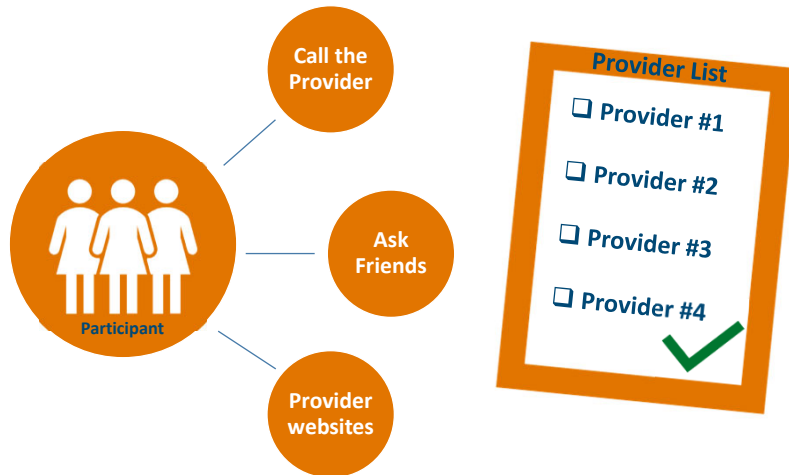 Call the
Provider
Ask
Friends
Provider
websites
Participant
Provider List
❑ Provider #1
❑ Provider #2
❑ Provider #3
❑ Provider #4